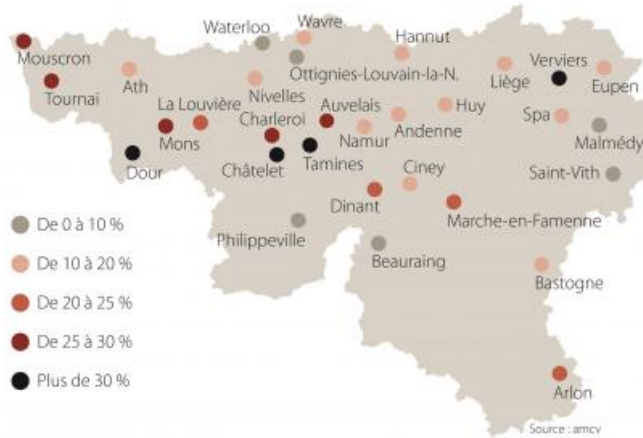 Waterloo
Wavre
Hannut
Mouscron
Verviers
Ottignies-Louvain-la-N.
Ath
Liège
Eupen
Tournai
Nivelles
La Louvière
Auvelais
Huy
Charleroi
Spa
Andenne
Mons
Namur
Malmédy
Dour
Châtelet
Tamines
Ciney
Saint-Vith
Dinant
Marche-en-Famenne
De 0 à 10 %
Philippeville
De 10 à 20 %
Beauraing
Bastogne
De 20 à 25 %
De 25 à 30 %
Plus de 30 %
Arlon
Source : amcv